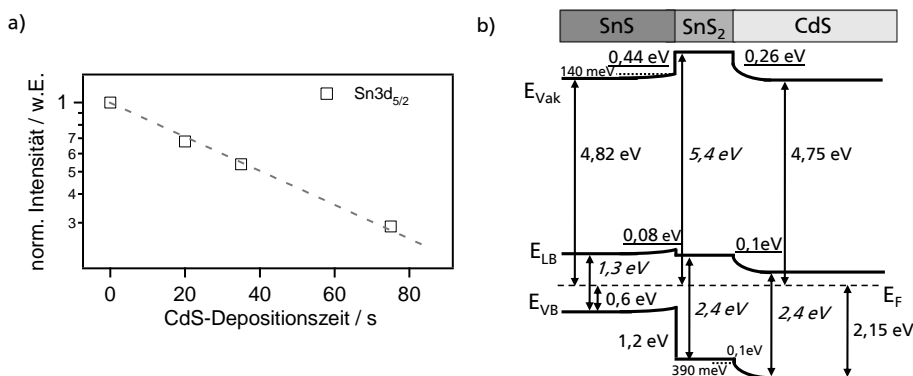 a)
norm. Intensität / w.E.
1
7
6
5
4
3
Sn3d5/2
0
20
40
60
80
CdS-Depositionszeit / s
b)
SnS
SnS2
CdS
0,44 eV
0,26 eV
140 meV
EVak
4,82 eV
5,4 eV
4,75 eV
0,08 eV
0,1eV
ELB
1,3 eV
EF
EVB
0,6 eV
2,4 eV
2,4 eV
2,15 eV
1,2 eV
0,1eV
390 meV